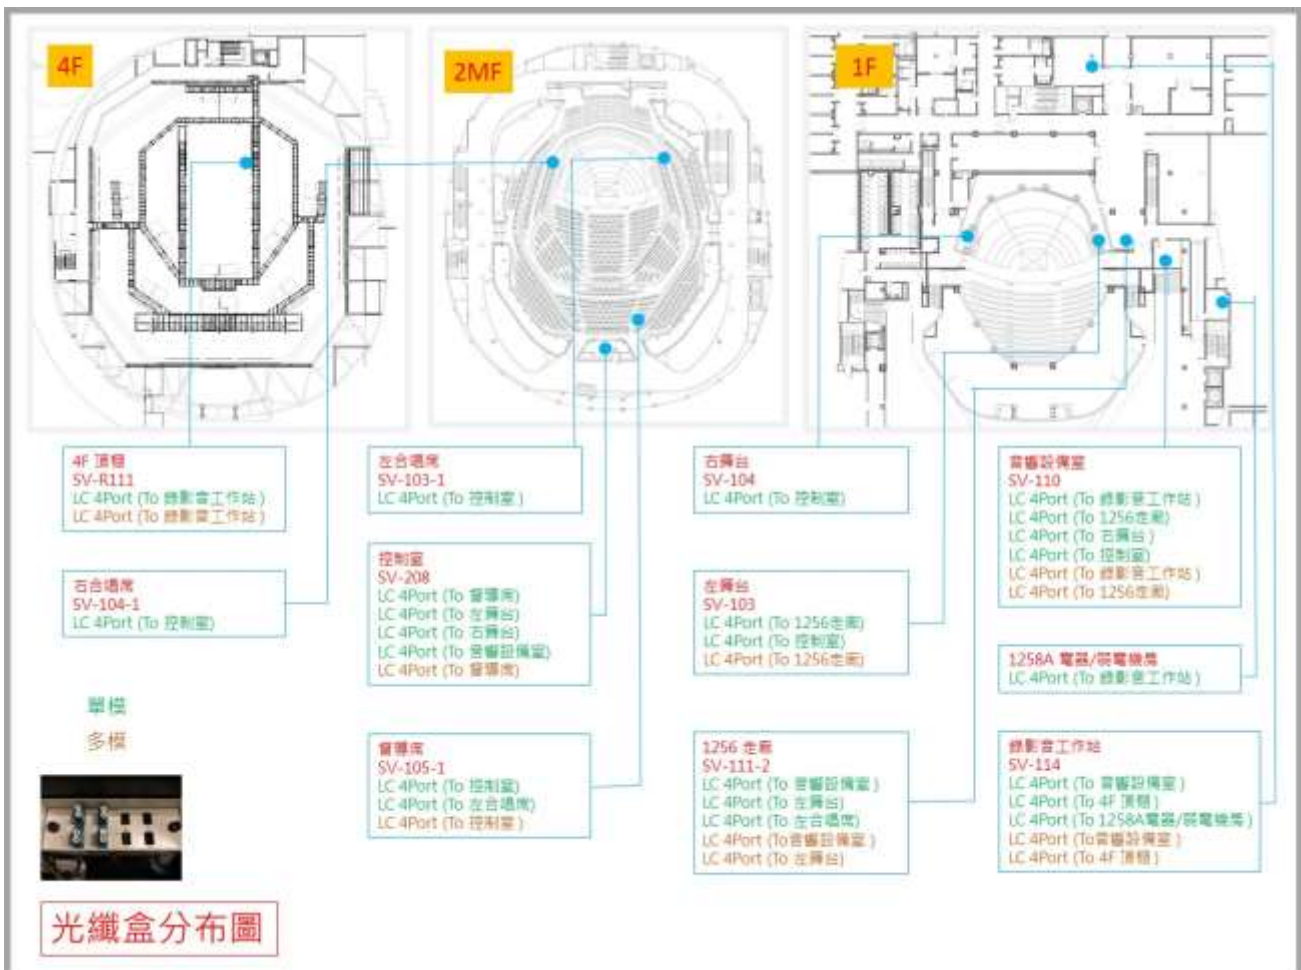 4F
2MF
1F
4F 頂棚
SV-R111
LC 4Port (To 錄影音工作站)
LC 4Port (To 錄影音工作站)
右合唱席
SV-104-1
LC 4Port (To 控制室)
左合唱席
SV-103-1
LC 4Port (To 控制室)
控制室
SV-208
LC 4Port (To 督導席)
LC 4Port (To 左舞台)
LC 4Port (To 右舞台)
LC 4Port (To 音響設備室)
LC 4Port (To 督導席)
督導席
SV-105-1
LC 4Port (To 控制室)
LC 4Port (To 左合唱席)
LC 4Port (To 控制室)
右舞台
SV-104
LC 4Port (To 控制室)
左舞台
SV-103
LC 4Port (To 1256走廊)
LC 4Port (To 控制室)
LC 4Port (To 1256走廊)
1256 走廊
SV-111-2
LC 4Port (To 音響設備室)
LC 4Port (To 左舞台)
LC 4Port (To 左合唱席)
LC 4Port (To音響設備室)
LC 4Port (To 左舞台)
音響設備室
SV-110
LC 4Port (To 錄影音工作站)
LC 4Port (To 1256走廊)
LC 4Port (To 右舞台)
LC 4Port (To 控制室)
LC 4Port (To 錄影音工作站)
LC 4Port (To 1256走廊)
1258A 電器/弱電機房
LC 4Port (To 錄影音工作站)
錄影音工作站
SV-114
LC 4Port (To 音響設備室)
LC 4Port (To 4F 頂棚)
LC 4Port (To 1258A電器/弱電機房)
LC 4Port (To音響設備室)
LC 4Port (To 4F 頂棚)
單模
多模
光纖盒分布圖